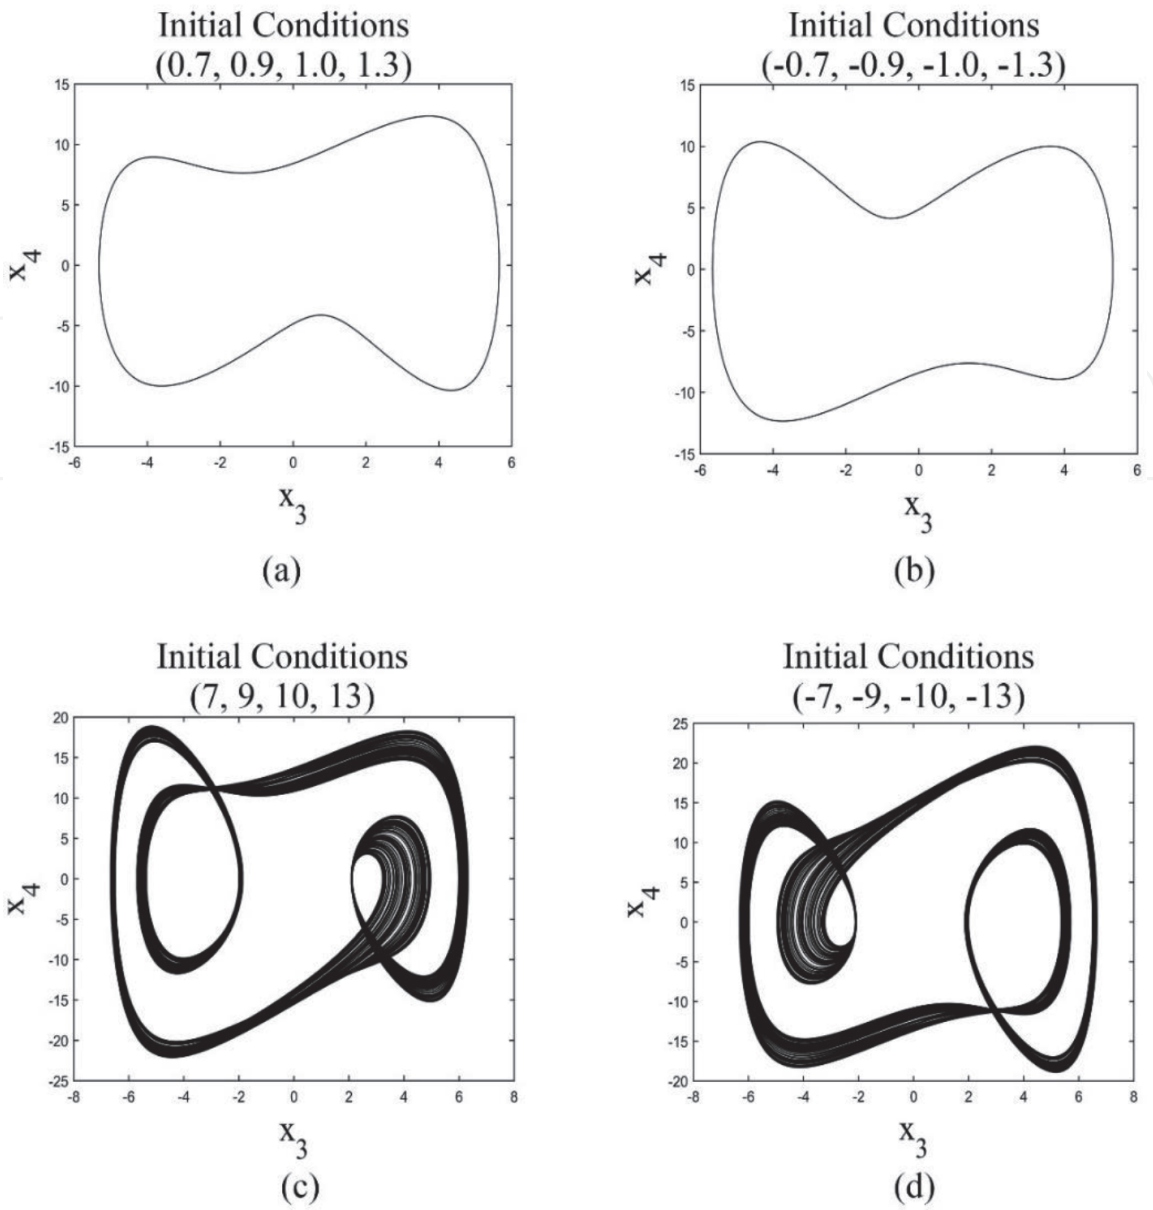 Initial Conditions
(0.7, 0.9, 1.0, 1.3)
15
10
5
0
-5
-10
-15
-6 -4 -2 0 2 4 6
x4
x3
(a)
Initial Conditions
(-0.7, -0.9, -1.0, -1.3)
15
10
5
0
-5
-10
-15
-6 -4 -2 0 2 4 6
x4
x3
(b)
Initial Conditions
(7, 9, 10, 13)
20
15
10
5
0
-5
-10
-15
-20
-25
-8 -6 -4 -2 0 2 4 6 8
x4
x3
(c)
Initial Conditions
(-7, -9, -10, -13)
25
20
15
10
5
0
-5
-10
-15
-20
-8 -6 -4 -2 0 2 4 6 8
x4
x3
(d)